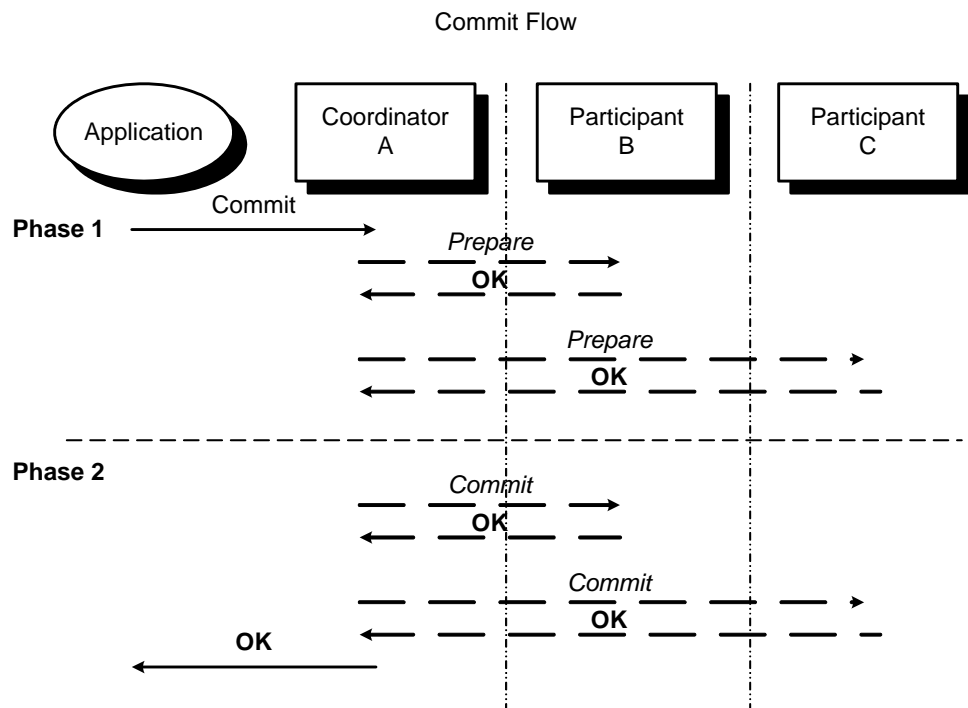 Commit Flow
Application
Coordinator
A
Participant
B
Participant
C
Commit
Phase 1
Prepare
OK
Prepare
OK
Phase 2
Commit
OK
Commit
OK
OK